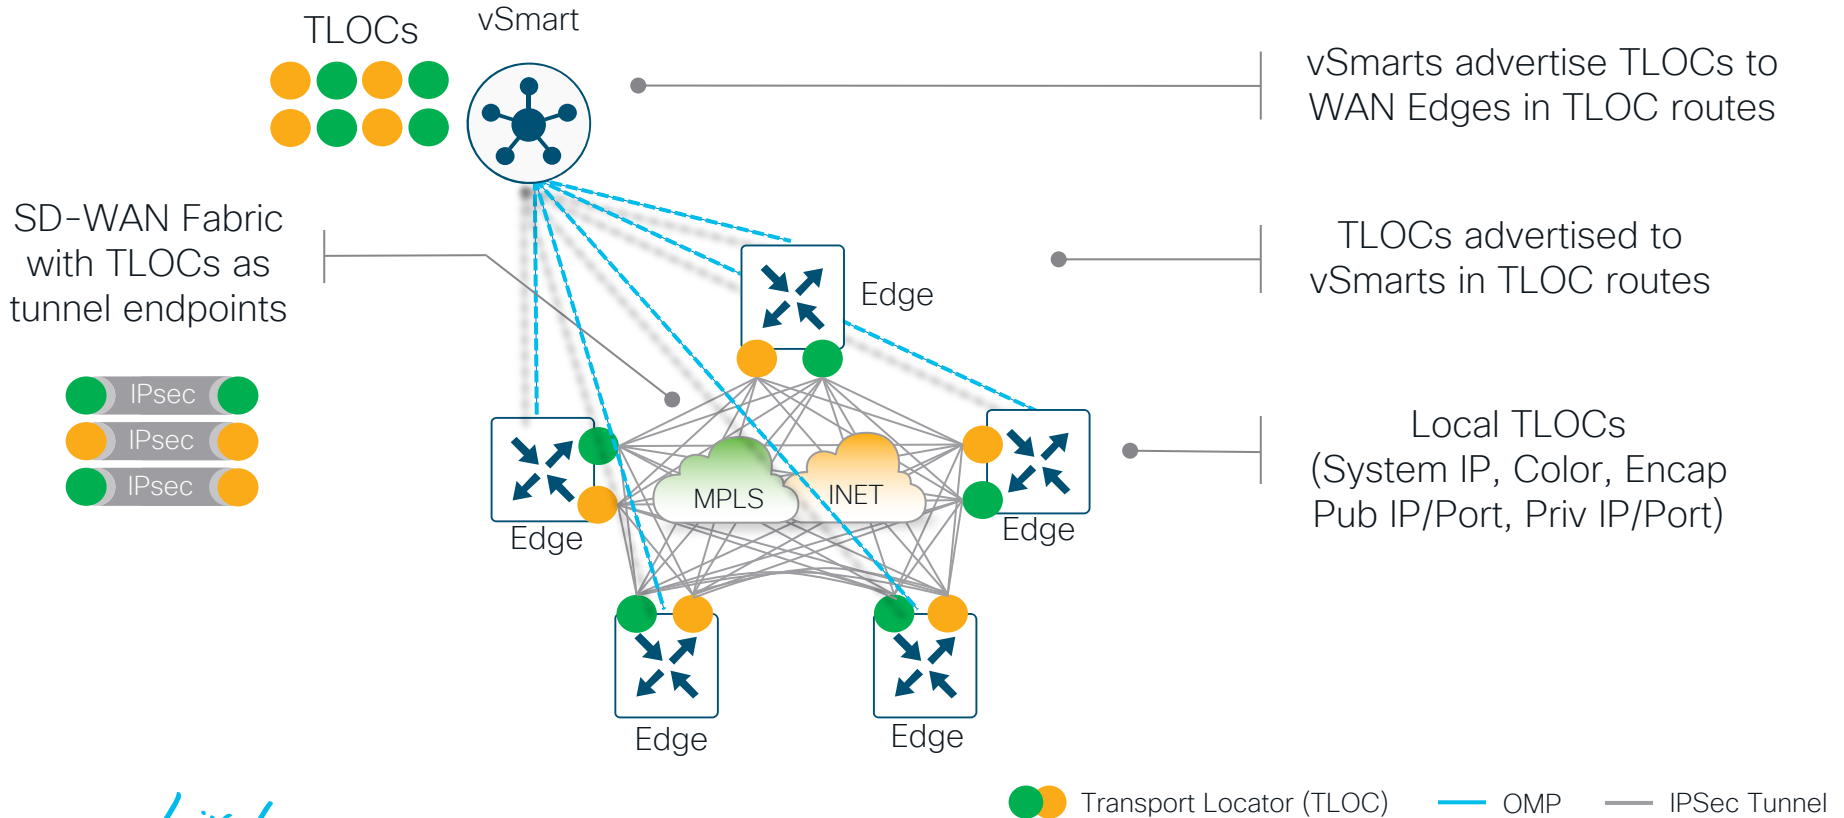 TLOCs
vSmart
vSmarts advertise TLOCs to
WAN Edges in TLOC routes
SD-WAN Fabric
with TLOCs as
tunnel endpoints
TLOCs advertised to
vSmarts in TLOC routes
Edge
IPsec
IPsec
IPsec
Local TLOCs
(System IP, Color, Encap
Pub IP/Port, Priv IP/Port)
MPLS
INET
Edge
Edge
Edge
Edge
Transport Locator (TLOC)
OMP
IPSec Tunnel